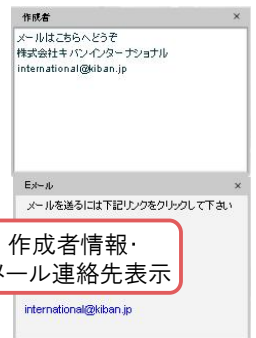 作成者 ×
メールはこちらへどうぞ
株式会社キバンインターナショナル
international@kiban.jp
Eメール ×
メールを送るには下記リンクをクリックして下さい
作成者情報･
メール連絡先表示
international@kiban.jp